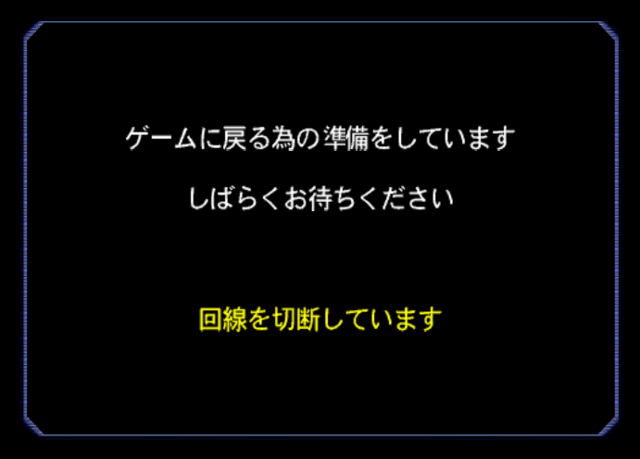 ゲームに戻る為の準備をしています
しばらくお待ちください
回線を切断しています